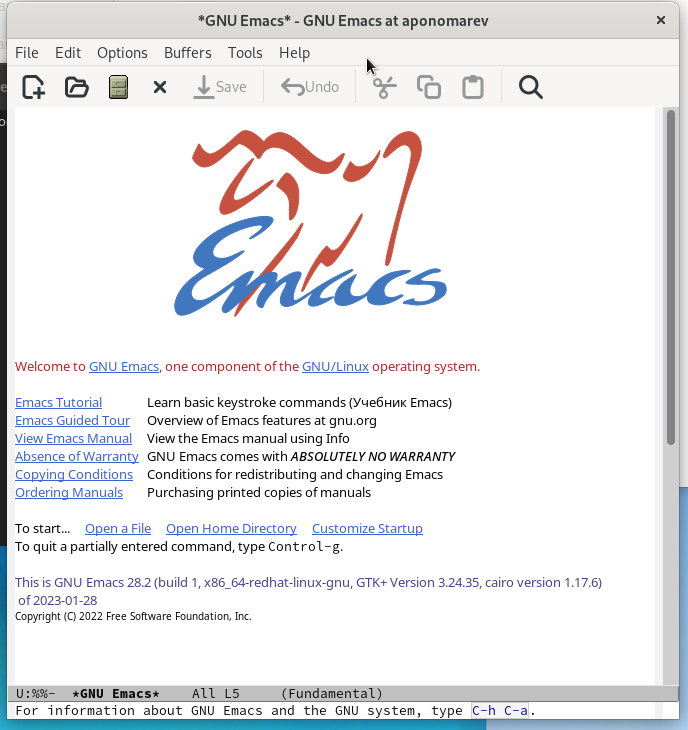 *GNU Emacs* - GNU Emacs at aponomarev
File Edit Options Buffers Tools Help
Save Undo
Emacs
Welcome to GNU Emacs, one component of the GNU/Linux operating system.
Emacs Tutorial Learn basic keystroke commands (Учебник Emacs)
Emacs Guided Tour Overview of Emacs features at gnu.org
View Emacs Manual View the Emacs manual using Info
Absence of Warranty GNU Emacs comes with ABSOLUTELY NO WARRANTY
Copying Conditions Conditions for redistributing and changing Emacs
Ordering Manuals Purchasing printed copies of manuals
To start... Open a File Open Home Directory Customize Startup
To quit a partially entered command, type Control-g.
This is GNU Emacs 28.2 (build 1, x86_64-redhat-linux-gnu, GTK+ Version 3.24.35, cairo version 1.17.6)
of 2023-01-28
Copyright (C) 2022 Free Software Foundation, Inc.
U:%%- *GNU Emacs* All L5 (Fundamental)
For information about GNU Emacs and the GNU system, type C-h C-a.